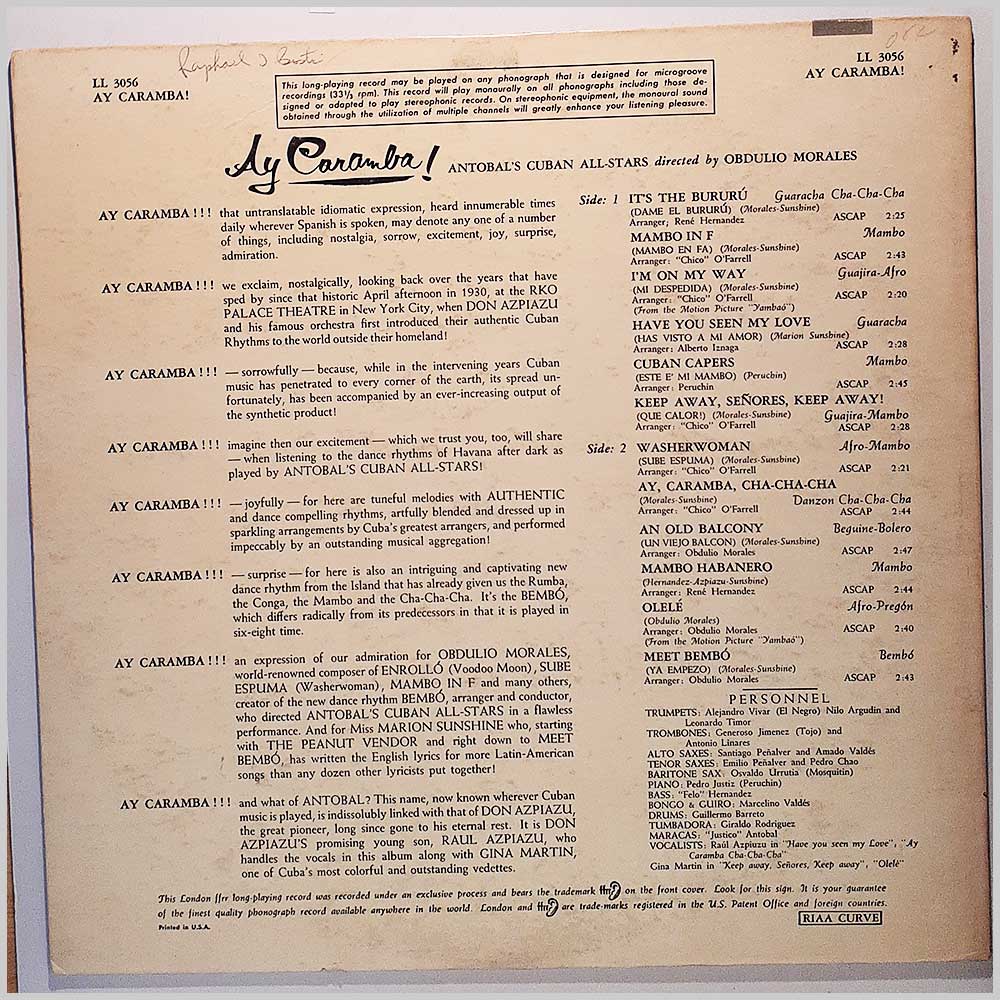 Raphael J Busti
LL 3056
AY CARAMBA!
This long-playing record may be played on any phonograph that is designed for microgroove
recordings (33⅓ rpm). This record will play monaurally on all phonographs including those de-
signed or adapted to play stereophonic records. On stereophonic equipment, the monaural sound
obtained through the utilization of multiple channels will greatly enhance your listening pleasure.
LL 3056
AY CARAMBA!
Ay Caramba! ANTOBAL'S CUBAN ALL-STARS directed by OBDULIO MORALES
AY CARAMBA!!! that untranslatable idiomatic expression, heard innumerable times
daily wherever Spanish is spoken, may denote any one of a number
of things, including nostalgia, sorrow, excitement, joy, surprise,
admiration.
AY CARAMBA!!! we exclaim, nostalgically, looking back over the years that have
sped by since that historic April afternoon in 1930, at the RKO
PALACE THEATRE in New York City, when DON AZPIAZU
and his famous orchestra first introduced their authentic Cuban
Rhythms to the world outside their homeland!
AY CARAMBA!!! — sorrowfully — because, while in the intervening years Cuban
music has penetrated to every corner of the earth, its spread un-
fortunately, has been accompanied by an ever-increasing output of
the synthetic product!
AY CARAMBA!!! imagine then our excitement — which we trust you, too, will share
— when listening to the dance rhythms of Havana after dark as
played by ANTOBAL'S CUBAN ALL-STARS!
AY CARAMBA!!! — joyfully — for here are tuneful melodies with AUTHENTIC
and dance compelling rhythms, artfully blended and dressed up in
sparkling arrangements by Cuba's greatest arrangers, and performed
impeccably by an outstanding musical aggregation!
AY CARAMBA!!! — surprise — for here is also an intriguing and captivating new
dance rhythm from the Island that has already given us the Rumba,
the Conga, the Mambo and the Cha-Cha-Cha. It's the BEMBÓ,
which differs radically from its predecessors in that it is played in
six-eight time.
AY CARAMBA!!! an expression of our admiration for OBDULIO MORALES,
world-renowned composer of ENROLLÓ (Voodoo Moon), SUBE
ESPUMA (Washerwoman), MAMBO IN F and many others,
creator of the new dance rhythm BEMBÓ, arranger and conductor,
who directed ANTOBAL'S CUBAN ALL-STARS in a flawless
performance. And for Miss MARION SUNSHINE who, starting
with THE PEANUT VENDOR and right down to MEET
BEMBÓ, has written the English lyrics for more Latin-American
songs than any dozen other lyricists put together!
AY CARAMBA!!! and what of ANTOBAL? This name, now known wherever Cuban
music is played, is indissolubly linked with that of DON AZPIAZU,
the great pioneer, long since gone to his eternal rest. It is DON
AZPIAZU'S promising young son, RAUL AZPIAZU, who
handles the vocals in this album along with GINA MARTIN,
one of Cuba's most colorful and outstanding vedettes.
Side: 1 IT'S THE BURURÚ Guaracha Cha-Cha-Cha
(DAME EL BURURÚ) (Morales-Sunshine)
Arranger; René Hernandez ASCAP 2:25
MAMBO IN F Mambo
(MAMBO EN FA) (Morales-Sunshine)
Arranger: "Chico" O'Farrell ASCAP 2:43
I'M ON MY WAY Guajira-Afro
(MI DESPEDIDA) (Morales-Sunshine)
Arranger: "Chico" O'Farrell ASCAP 2:20
(From the Motion Picture "Yambaó")
HAVE YOU SEEN MY LOVE Guaracha
(HAS VISTO A MI AMOR) (Marion Sunshine)
Arranger: Alberto Iznaga ASCAP 2:28
CUBAN CAPERS Mambo
(ESTE E' MI MAMBO) (Peruchin)
Arranger: Peruchin ASCAP 2:45
KEEP AWAY, SEÑORES, KEEP AWAY!
(QUE CALOR!) (Morales-Sunshine) Guajira-Mambo
Arranger: "Chico" O'Farrell ASCAP 2:28
Side: 2 WASHERWOMAN Afro-Mambo
(SUBE ESPUMA) (Morales-Sunshine)
Arranger: "Chico" O'Farrell ASCAP 2:21
AY, CARAMBA, CHA-CHA-CHA
(Morales-Sunshine) Danzon Cha-Cha-Cha
Arranger: "Chico" O'Farrell ASCAP 2:44
AN OLD BALCONY Beguine-Bolero
(UN VIEJO BALCON) (Morales-Sunshine)
Arranger: Obdulio Morales ASCAP 2:47
MAMBO HABANERO Mambo
(Hernandez-Azpiazu-Sunshine)
Arranger: René Hernandez ASCAP 2:44
OLELÉ Afro-Pregón
(Obdulio Morales)
Arranger: Obdulio Morales ASCAP 2:40
(From the Motion Picture "Yambaó")
MEET BEMBÓ Bembó
(YA EMPEZO) (Morales-Sunshine)
Arranger: Obdulio Morales ASCAP 2:43
PERSONNEL
TRUMPETS: Alejandro Vivar (El Negro) Nilo Argudin and
Leonardo Timor
TROMBONES: Generoso Jimenez (Tojo) and
Antonio Linares
ALTO SAXES: Santiago Peñalver and Amado Valdés
TENOR SAXES: Emilio Peñalver and Pedro Chao
BARITONE SAX: Osvaldo Urrutia (Mosquitin)
PIANO: Pedro Justiz (Peruchin)
BASS: "Felo" Hernandez
BONGO & GUIRO: Marcelino Valdés
DRUMS: Guillermo Barreto
TUMBADORA: Giraldo Rodriguez
MARACAS: "Justico" Antobal
VOCALISTS: Raúl Azpiazu in "Have you seen my Love", "Ay
Caramba Cha-Cha-Cha"
Gina Martin in "Keep away, Señores, Keep away", "Olelé"
This London ffrr long-playing record was recorded under an exclusive process and bears the trademark ffrr on the front cover. Look for this sign. It is your guarantee
of the finest quality phonograph record available anywhere in the world. London and ffrr are trade-marks registered in the U.S. Patent Office and foreign countries.
Printed in U.S.A.
RIAA CURVE